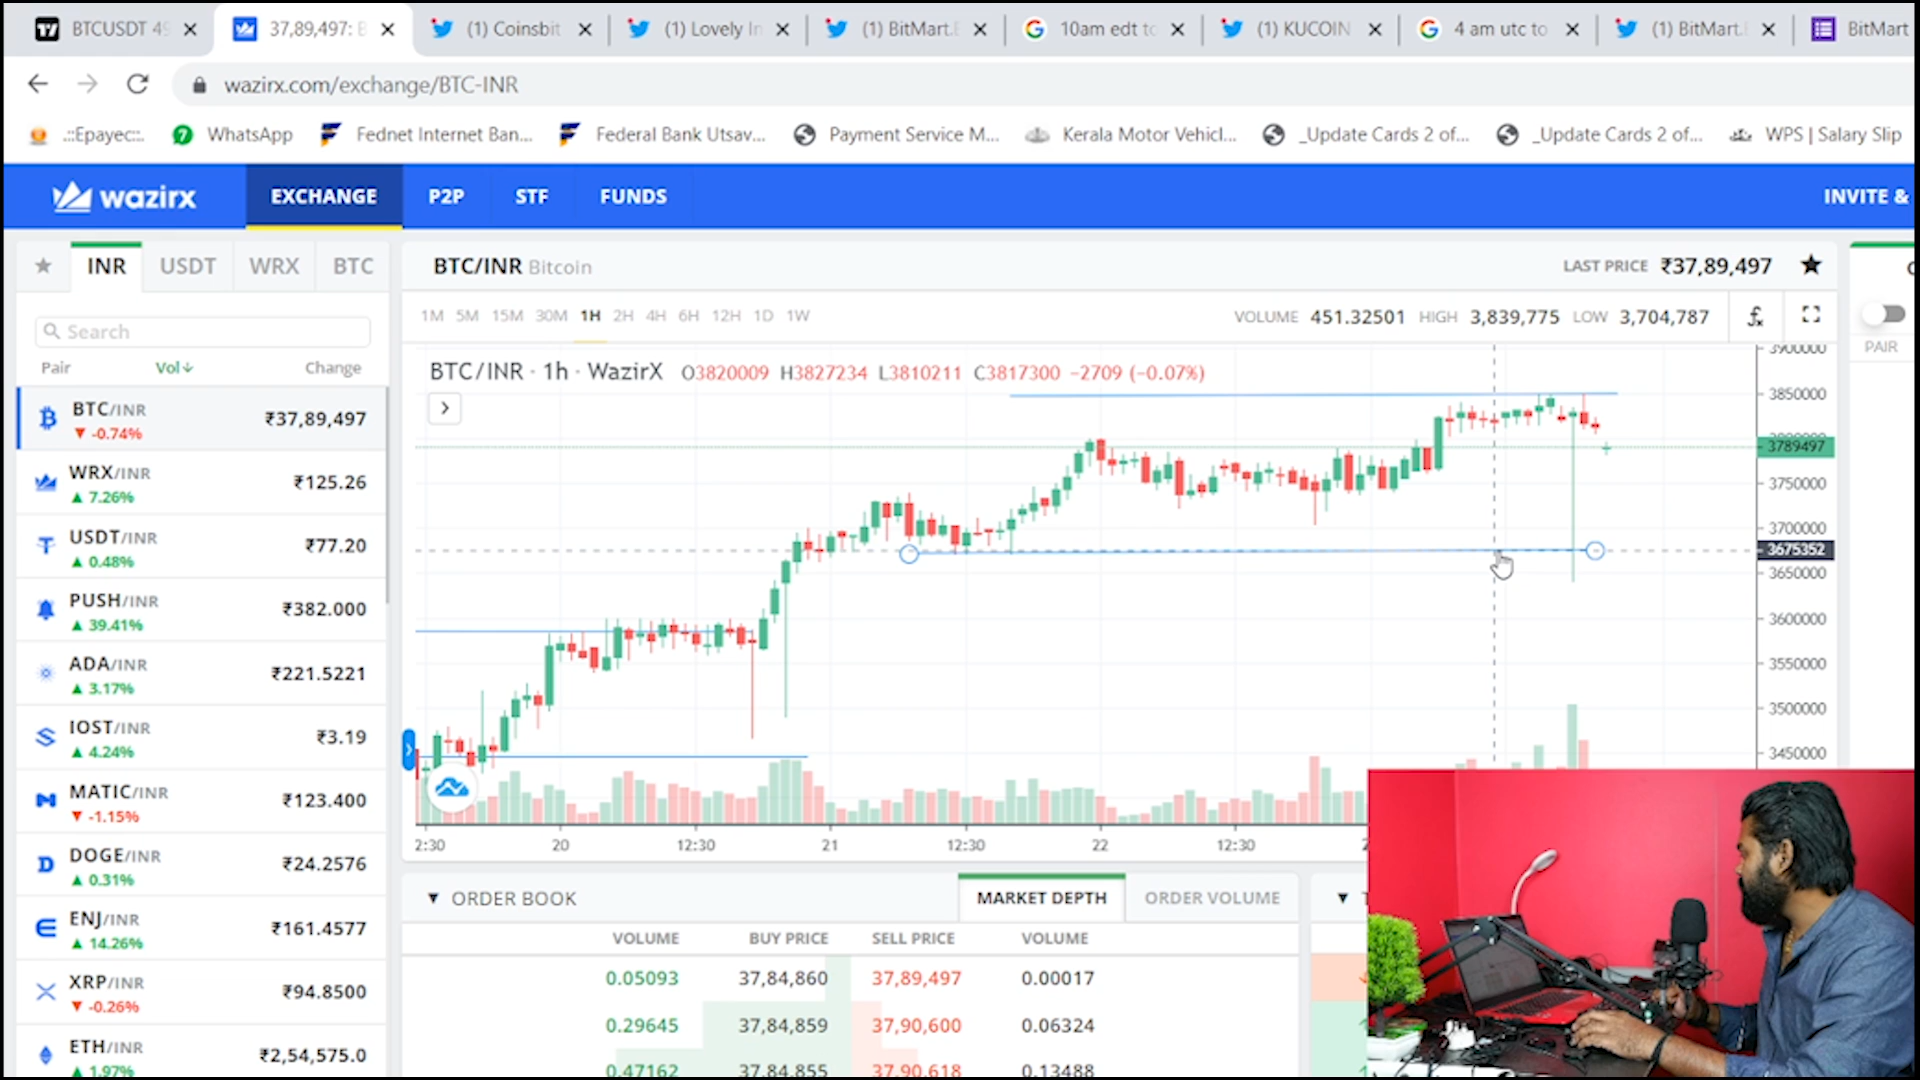 BTCUSDT 49
37,89,497: B
(1) Coinsbit
(1) Lovely In
(1) BitMart.E
10am edt to
(1) KUCOIN
4 am utc to
(1) BitMart.
BitMart
wazirx.com/exchange/BTC-INR
.::Epayec::.
WhatsApp
Fednet Internet Ban...
Federal Bank Utsav...
Payment Service M...
Kerala Motor Vehicl...
_Update Cards 2 of...
_Update Cards 2 of...
WPS | Salary Slip
wazirx
EXCHANGE
P2P
STF
FUNDS
INVITE &
INR
USDT
WRX
BTC
BTC/INR Bitcoin
LAST PRICE ₹37,89,497
Search
1M 5M 15M 30M 1H 2H 4H 6H 12H 1D 1W
VOLUME 451.32501 HIGH 3,839,775 LOW 3,704,787
PAIR
Pair Vol↓ Change
BTC/INR ₹37,89,497
▼ -0.74%
WRX/INR ₹125.26
▲ 7.26%
USDT/INR ₹77.20
▲ 0.48%
PUSH/INR ₹382.000
▲ 39.41%
ADA/INR ₹221.5221
▲ 3.17%
IOST/INR ₹3.19
▲ 4.24%
MATIC/INR ₹123.400
▼ -1.15%
DOGE/INR ₹24.2576
▲ 0.31%
ENJ/INR ₹161.4577
▲ 14.26%
XRP/INR ₹94.8500
▼ -0.26%
ETH/INR ₹2,54,575.0
▲ 1.97%
BTC/INR · 1h · WazirX O3820009 H3827234 L3810211 C3817300 −2709 (−0.07%)
3900000
3850000
3789497
3750000
3700000
3675352
3650000
3600000
3550000
3500000
3450000
2:30 20 12:30 21 12:30 22 12:30
▼ ORDER BOOK
MARKET DEPTH
ORDER VOLUME
VOLUME BUY PRICE SELL PRICE VOLUME
0.05093 37,84,860 37,89,497 0.00017
0.29645 37,84,859 37,90,600 0.06324
0.47162 37,84,855 37,90,618 0.13488